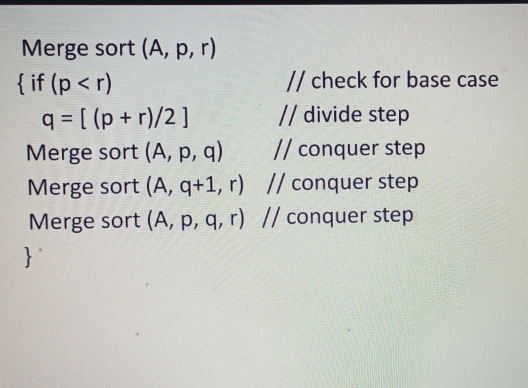 Merge sort (A, p, r)
{ if (p < r) // check for base case
q = [ (p + r)/2 ] // divide step
Merge sort (A, p, q) // conquer step
Merge sort (A, q+1, r) // conquer step
Merge sort (A, p, q, r) // conquer step
}